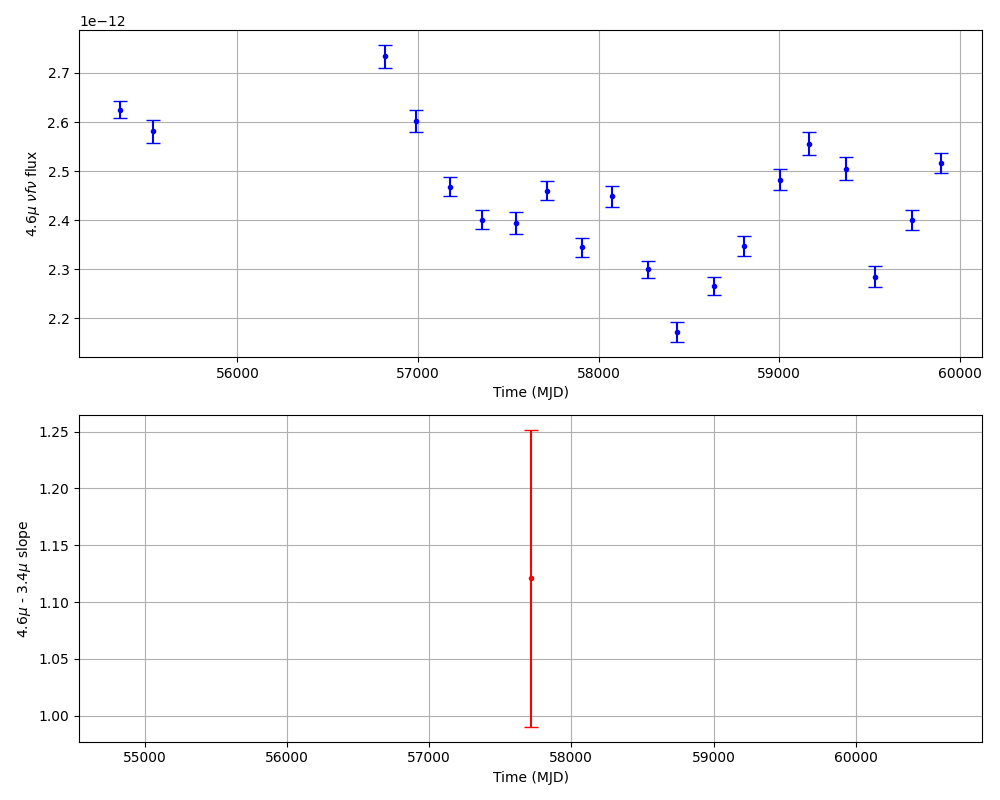 1e−12
2.7
2.6
2.5
2.4
2.3
2.2
4.6μ νfν flux
56000 57000 58000 59000 60000
Time (MJD)
1.25
1.20
1.15
1.10
1.05
1.00
4.6μ - 3.4μ slope
55000 56000 57000 58000 59000 60000
Time (MJD)